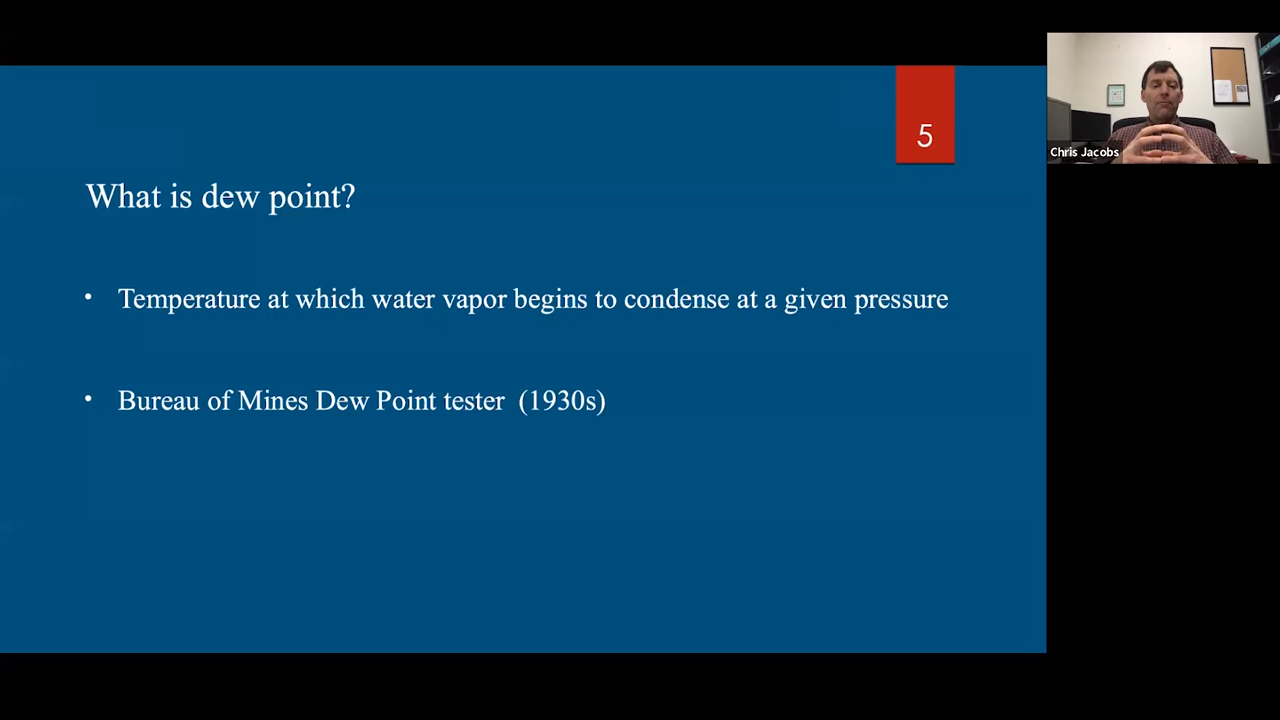 5
What is dew point?
• Temperature at which water vapor begins to condense at a given pressure
• Bureau of Mines Dew Point tester (1930s)
Chris Jacobs